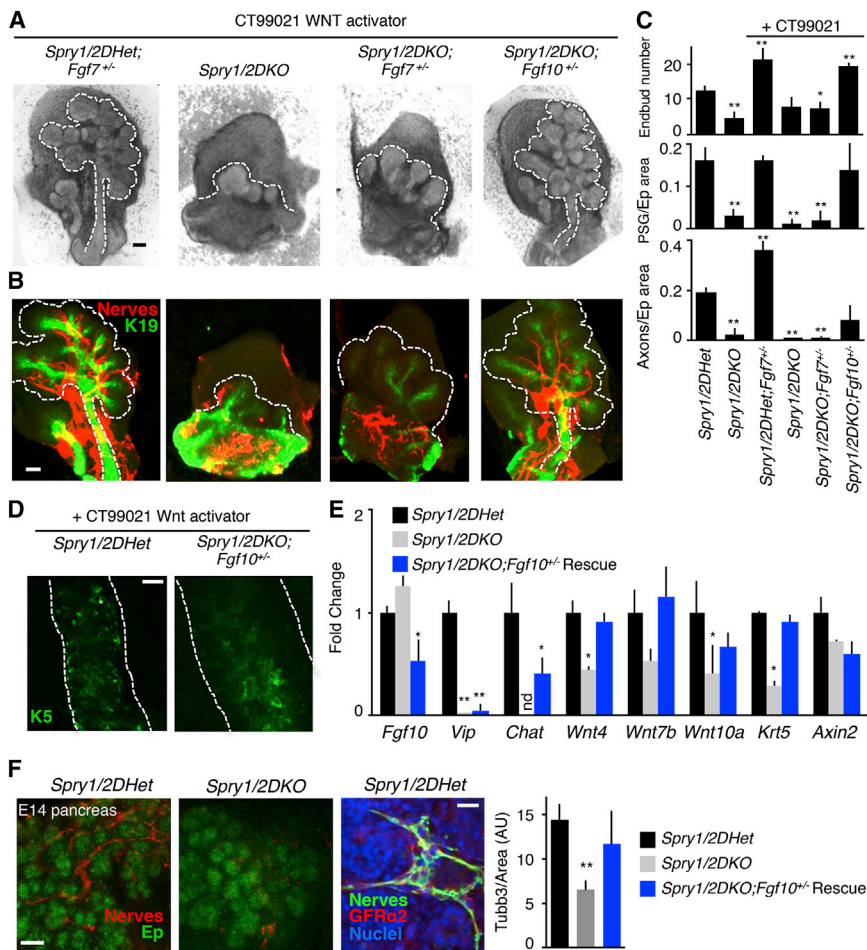 A
CT99021 WNT activator
Spry1/2DHet;
Fgf7+/-
Spry1/2DKO
Spry1/2DKO;
Fgf7+/-
Spry1/2DKO;
Fgf10+/-
B
Nerves
K19
C
+ CT99021
Endbud number
20
10
0
**
**
*
**
PSG/Ep area
0.2
0
**
**
**
Axons/Ep area
0.4
0.2
0
**
**
**
**
Spry1/2DHet
Spry1/2DKO
Spry1/2DHet;Fgf7+/-
Spry1/2DKO
Spry1/2DKO;Fgf7+/-
Spry1/2DKO;Fgf10+/-
D
+ CT99021 Wnt activator
Spry1/2DHet
Spry1/2DKO;
Fgf10+/-
K5
E
Spry1/2DHet
Spry1/2DKO
Spry1/2DKO;Fgf10+/- Rescue
Fold Change
2
1
0
*
** **
nd
*
*
*
*
Fgf10 Vip Chat Wnt4 Wnt7b Wnt10a Krt5 Axin2
F
Spry1/2DHet
Spry1/2DKO
Spry1/2DHet
E14 pancreas
Nerves
Ep
Nerves
GFRα2
Nuclei
Tubb3/Area (AU)
15
10
5
0
**
Spry1/2DHet
Spry1/2DKO
Spry1/2DKO;Fgf10+/- Rescue